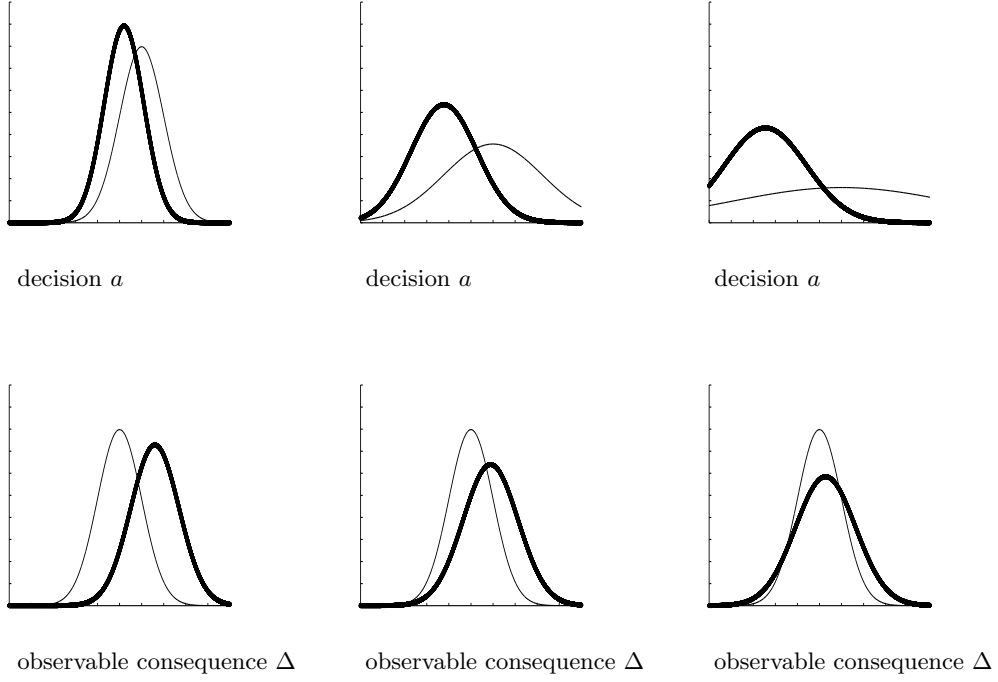 decision a
decision a
decision a
observable consequence Δ
observable consequence Δ
observable consequence Δ